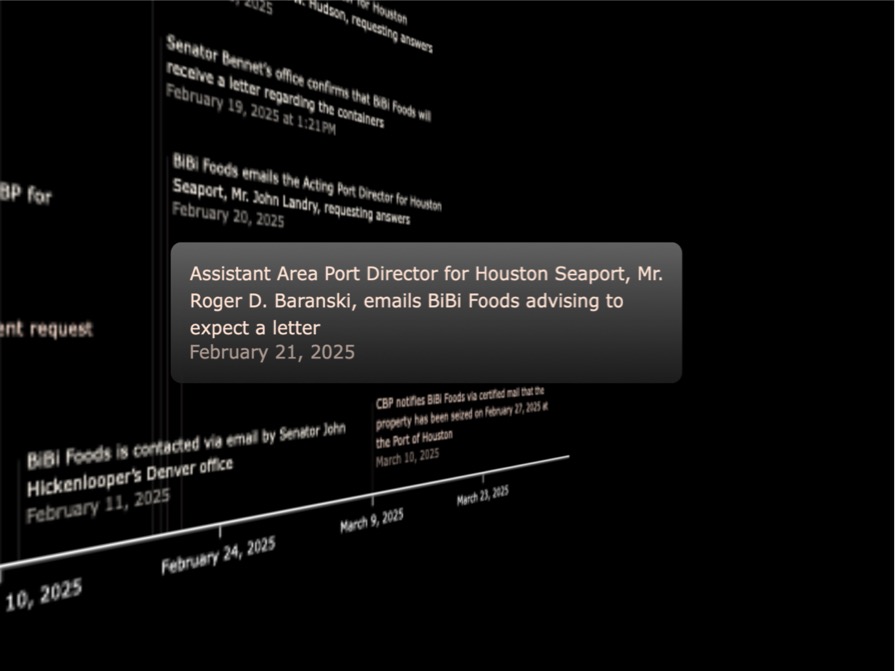 2025
. Hudson, requesting answers
for Houston
Senator Bennet's office confirms that BiBi Foods will
receive a letter regarding the containers
February 19, 2025 at 1:21PM
BiBi Foods emails the Acting Port Director for Houston
Seaport, Mr. John Landry, requesting answers
February 20, 2025
BP for
Assistant Area Port Director for Houston Seaport, Mr.
Roger D. Baranski, emails BiBi Foods advising to
expect a letter
February 21, 2025
ent request
CBP notifies BiBi Foods via certified mail that the
property has been seized on February 27, 2025 at
the Port of Houston
March 10, 2025
BiBi Foods is contacted via email by Senator John
Hickenlooper's Denver office
February 11, 2025
10, 2025
February 24, 2025
March 9, 2025
March 23, 2025